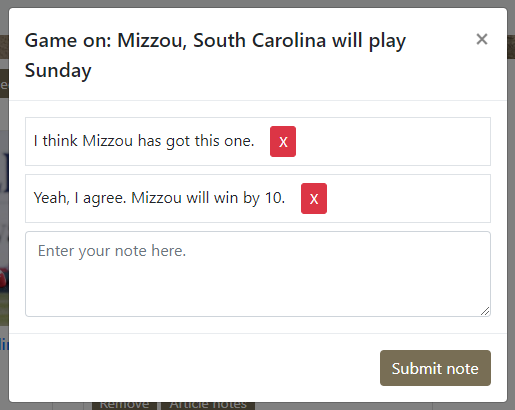 Game on: Mizzou, South Carolina will play
Sunday
×
I think Mizzou has got this one.
X
Yeah, I agree. Mizzou will win by 10.
X
Enter your note here.
Submit note
Remove
Article notes